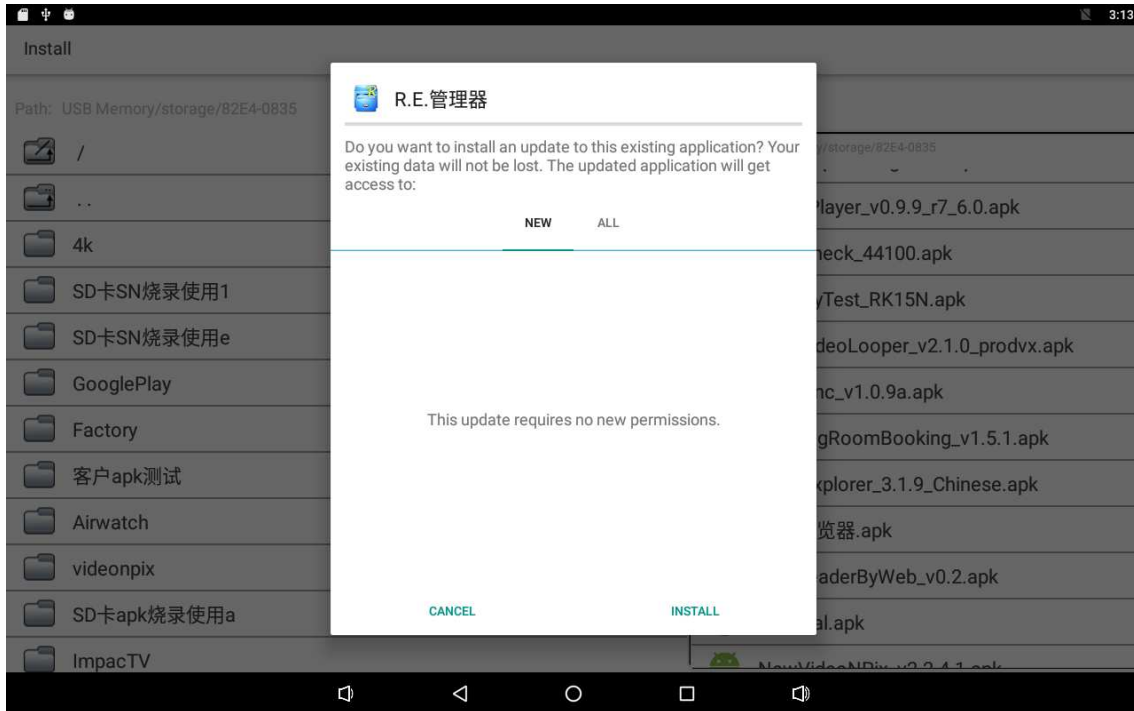 3:13
Install
Path: USB Memory/storage/82E4-0835
/
..
4k
SD卡SN烧录使用1
SD卡SN烧录使用e
GooglePlay
Factory
客户apk测试
Airwatch
videonpix
SD卡apk烧录使用a
ImpacTV
R.E.管理器
Do you want to install an update to this existing application? Your
existing data will not be lost. The updated application will get
access to:
NEW ALL
This update requires no new permissions.
CANCEL INSTALL
y/storage/82E4-0835
Player_v0.9.9_r7_6.0.apk
heck_44100.apk
yTest_RK15N.apk
deoLooper_v2.1.0_prodvx.apk
nc_v1.0.9a.apk
gRoomBooking_v1.5.1.apk
xplorer_3.1.9_Chinese.apk
览器.apk
aderByWeb_v0.2.apk
al.apk